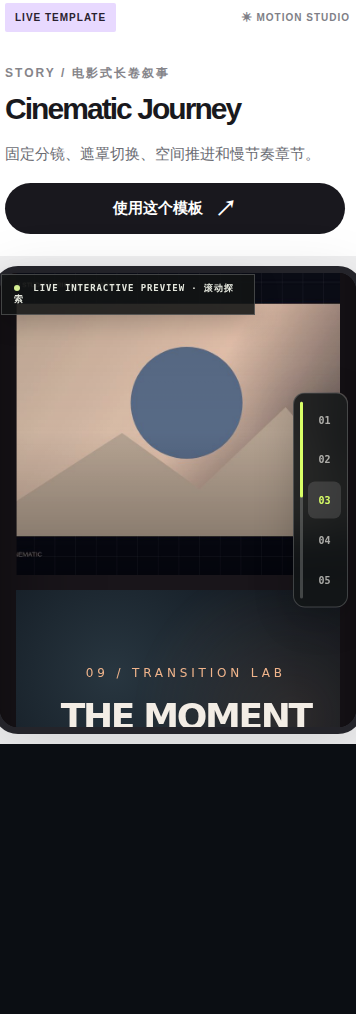 LIVE TEMPLATE
☀ MOTION STUDIO
STORY / 电影式长卷叙事
Cinematic Journey
固定分镜、遮罩切换、空间推进和慢节奏章节。
使用这个模板 ↗
LIVE INTERACTIVE PREVIEW · 滚动探
索
01
02
03
04
05
NEMATIC
09 / TRANSITION LAB
THE MOMENT